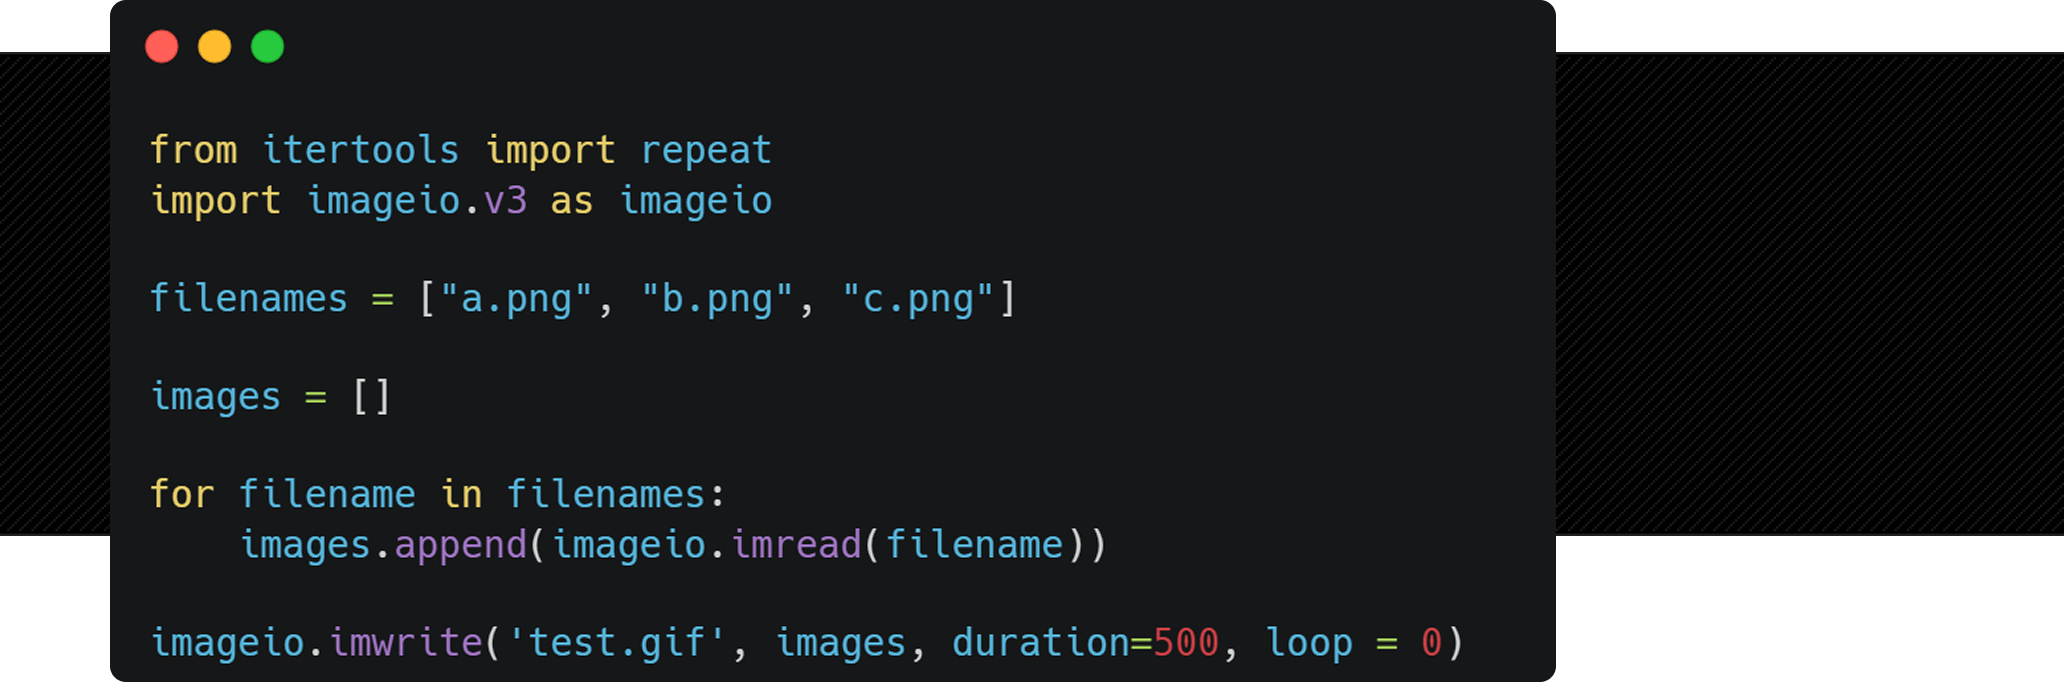 from itertools import repeat
import imageio.v3 as imageio
filenames = ["a.png", "b.png", "c.png"]
images = []
for filename in filenames:
    images.append(imageio.imread(filename))
imageio.imwrite('test.gif', images, duration=500, loop = 0)